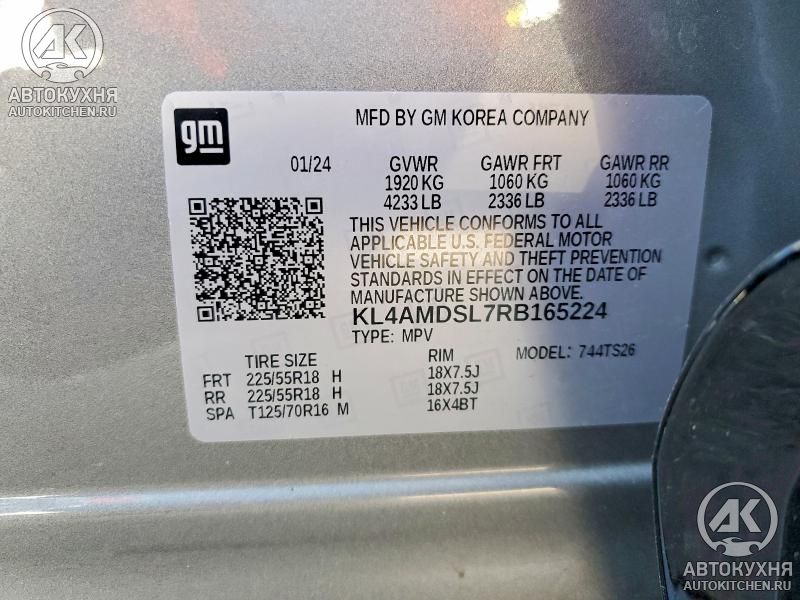 АК
АВТОКУХНЯ
AUTOKITCHEN.RU
gm
MFD BY GM KOREA COMPANY
01/24 GVWR GAWR FRT GAWR RR
1920 KG 1060 KG 1060 KG
4233 LB 2336 LB 2336 LB
THIS VEHICLE CONFORMS TO ALL
APPLICABLE U.S. FEDERAL MOTOR
VEHICLE SAFETY AND THEFT PREVENTION
STANDARDS IN EFFECT ON THE DATE OF
MANUFACTURE SHOWN ABOVE.
KL4AMDSL7RB165224
TYPE: MPV
TIRE SIZE RIM MODEL: 744TS26
FRT 225/55R18 H 18X7.5J
RR 225/55R18 H 18X7.5J
SPA T125/70R16 M 16X4BT
АК
АВТОКУХНЯ
AUTOKITCHEN.RU